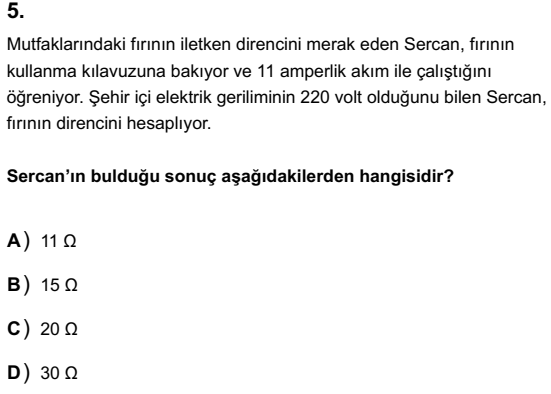 5.
Mutfaklarındaki fırının iletken direncini merak eden Sercan, fırının
kullanma kılavuzuna bakıyor ve 11 amperlik akım ile çalıştığını
öğreniyor. Şehir içi elektrik geriliminin 220 volt olduğunu bilen Sercan,
fırının direncini hesaplıyor.
Sercan’ın bulduğu sonuç aşağıdakilerden hangisidir?
A) 11 Ω
B) 15 Ω
C) 20 Ω
D) 30 Ω